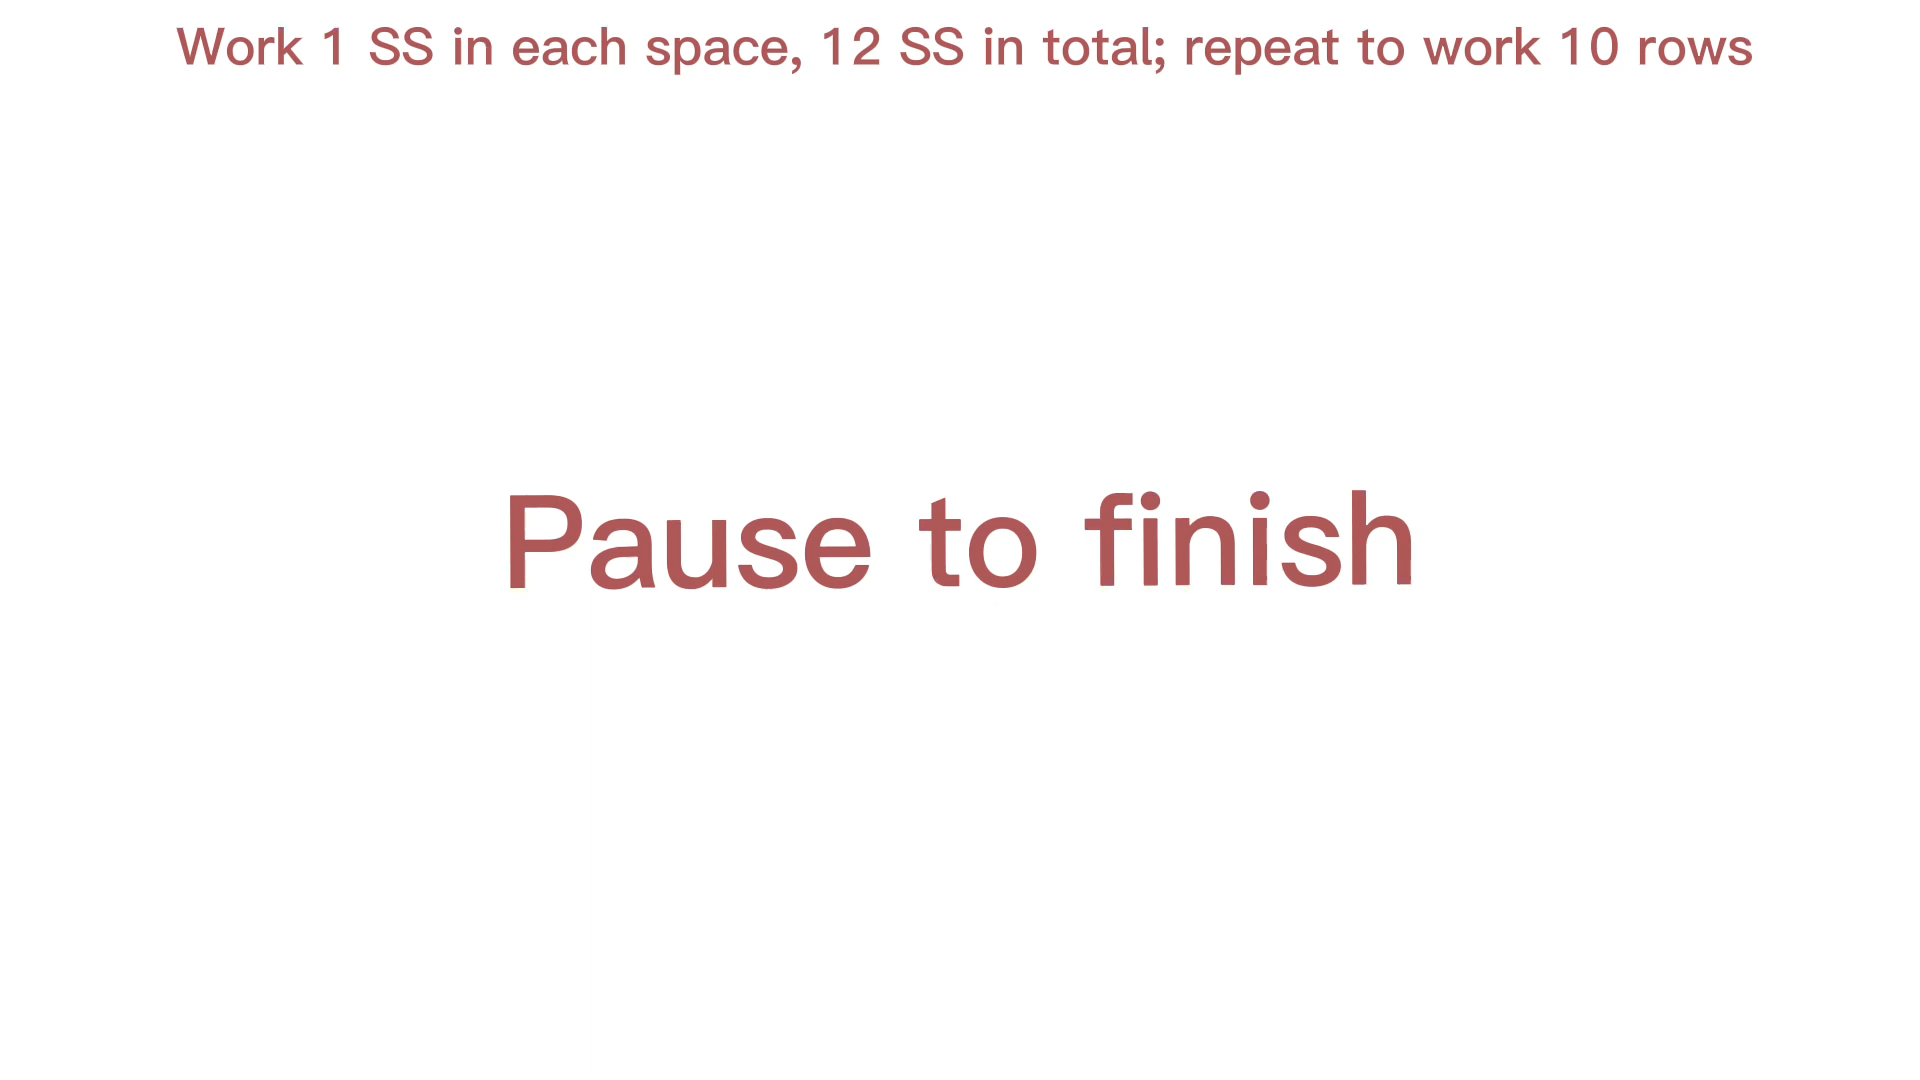 Work 1 SS in each space, 12 SS in total; repeat to work 10 rows
Pause to finish